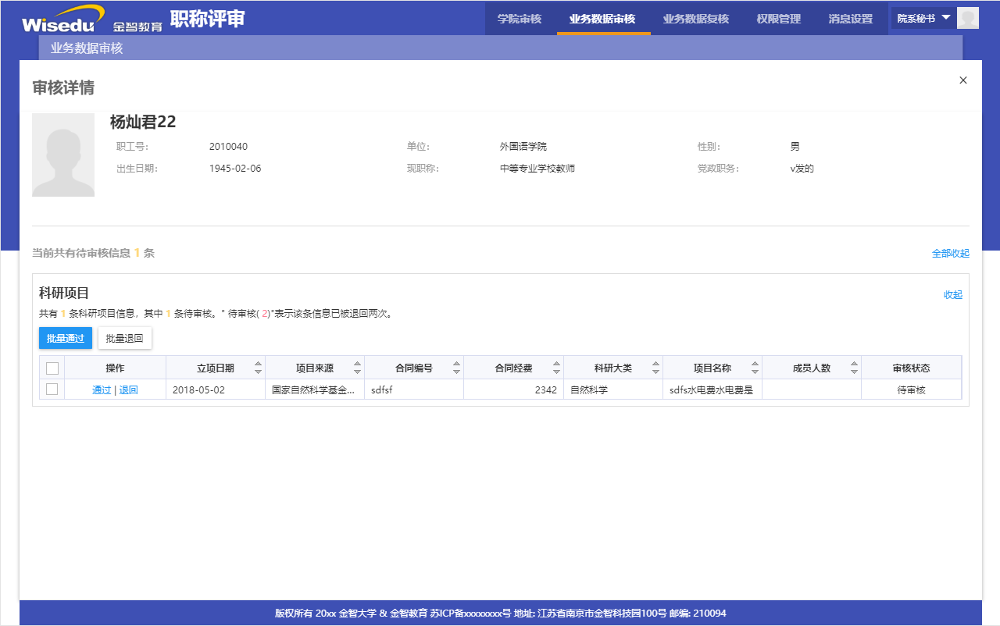 Wisedu 金智教育 职称评审 学院审核 业务数据审核 业务数据复核 权限管理 消息设置 院系秘书
业务数据审核
审核详情 ×
杨灿君22
职工号: 2010040 单位: 外国语学院 性别: 男
出生日期: 1945-02-06 现职称: 中等专业学校教师 党政职务: v发的
当前共有待审核信息 1 条 全部收起
科研项目 收起
共有 1 条科研项目信息，其中 1 条待审核。" 待审核( 2)"表示该条信息已被退回两次。
批量通过 批量退回
操作 立项日期 项目来源 合同编号 合同经费 科研大类 项目名称 成员人数 审核状态
通过 | 退回 2018-05-02 国家自然科学基金... sdfsf 2342 自然科学 sdfs水电费水电费是 待审核
版权所有 20xx 金智大学 & 金智教育 苏ICP备xxxxxxxxx号 地址: 江苏省南京市金智科技园100号 邮编: 210094